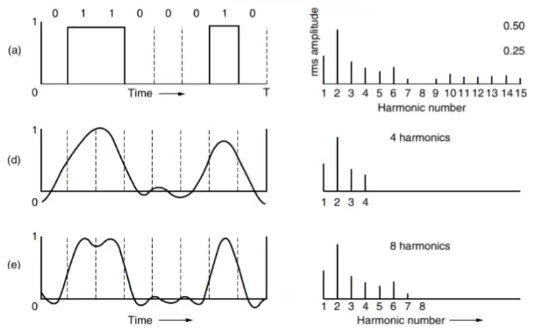 0 1 1 0 0 0 1 0
1
(a)
0
Time
T
rms amplitude
0.50
0.25
1 2 3 4 5 6 7 8 9 10 11 12 13 14 15
Harmonic number
1
(d)
0
4 harmonics
1 2 3 4
1
(e)
0
Time
8 harmonics
1 2 3 4 5 6 7 8
Harmonic number